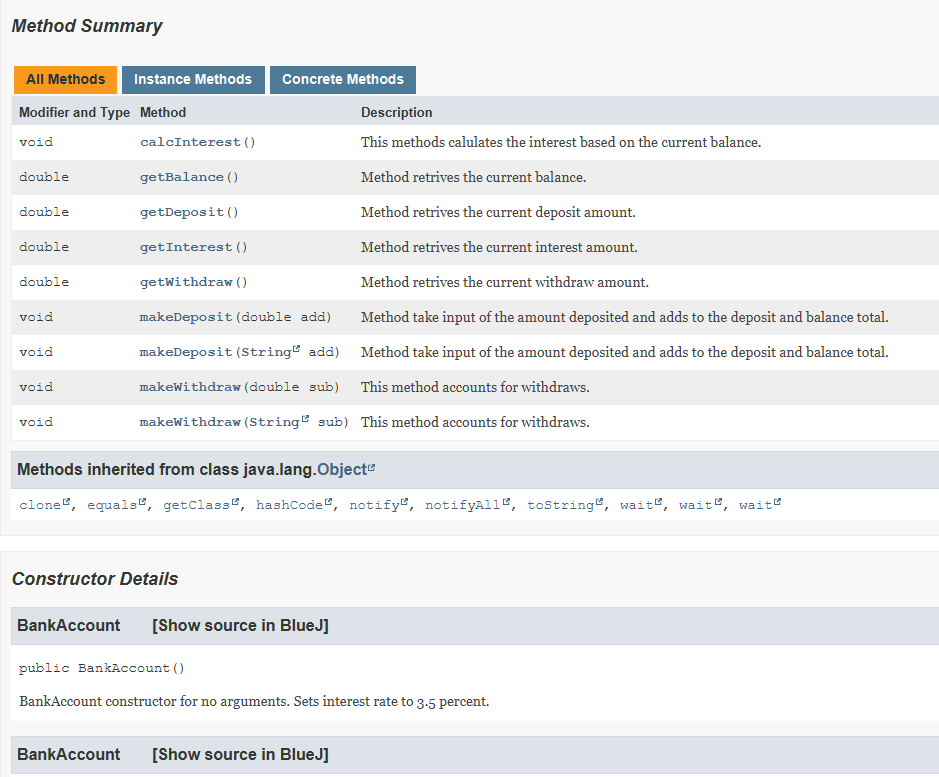 Method Summary
All Methods Instance Methods Concrete Methods
Modifier and Type Method Description
void calcInterest() This methods calulates the interest based on the current balance.
double getBalance() Method retrives the current balance.
double getDeposit() Method retrives the current deposit amount.
double getInterest() Method retrives the current interest amount.
double getWithdraw() Method retrives the current withdraw amount.
void makeDeposit(double add) Method take input of the amount deposited and adds to the deposit and balance total.
void makeDeposit(String add) Method take input of the amount deposited and adds to the deposit and balance total.
void makeWithdraw(double sub) This method accounts for withdraws.
void makeWithdraw(String sub) This method accounts for withdraws.
Methods inherited from class java.lang.Object
clone, equals, getClass, hashCode, notify, notifyAll, toString, wait, wait, wait
Constructor Details
BankAccount [Show source in BlueJ]
public BankAccount()
BankAccount constructor for no arguments. Sets interest rate to 3.5 percent.
BankAccount [Show source in BlueJ]